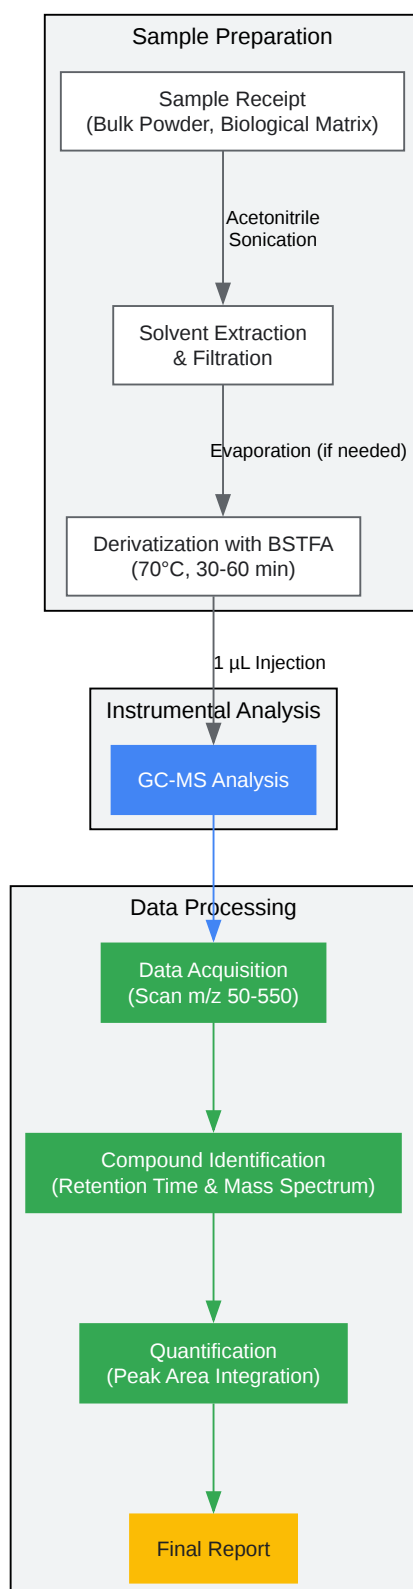 Sample Preparation
Sample Receipt
(Bulk Powder, Biological Matrix)
Acetonitrile
Sonication
Solvent Extraction
& Filtration
Evaporation (if needed)
Derivatization with BSTFA
(70°C, 30-60 min)
1 µL Injection
Instrumental Analysis
GC-MS Analysis
Data Processing
Data Acquisition
(Scan m/z 50-550)
Compound Identification
(Retention Time & Mass Spectrum)
Quantification
(Peak Area Integration)
Final Report